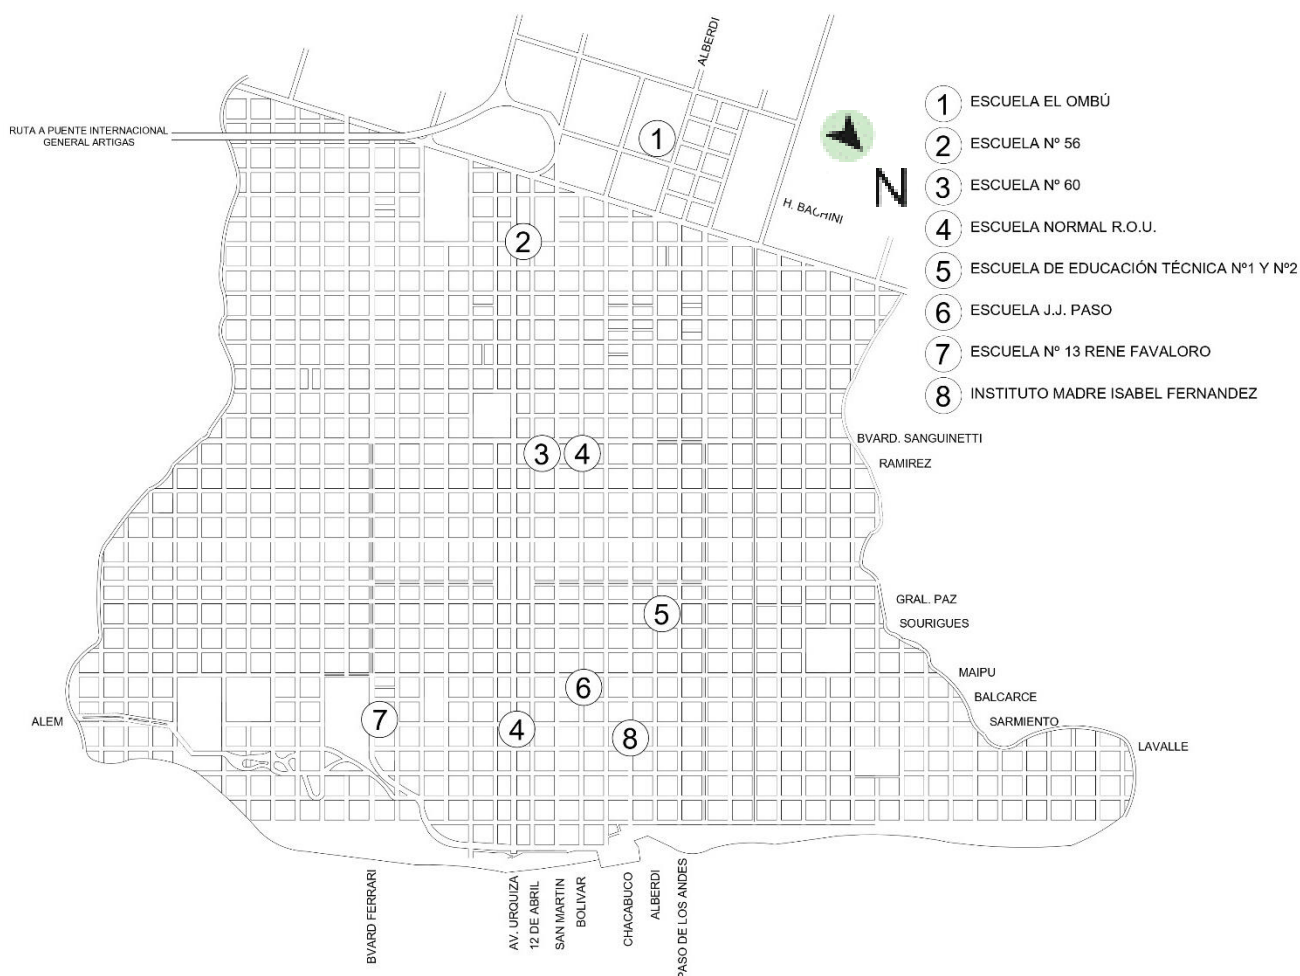 ALBERDI
RUTA A PUENTE INTERNACIONAL
GENERAL ARTIGAS
H. BACHINI
N
1 ESCUELA EL OMBÚ
2 ESCUELA Nº 56
3 ESCUELA Nº 60
4 ESCUELA NORMAL R.O.U.
5 ESCUELA DE EDUCACIÓN TÉCNICA Nº1 Y Nº2
6 ESCUELA J.J. PASO
7 ESCUELA Nº 13 RENE FAVALORO
8 INSTITUTO MADRE ISABEL FERNANDEZ
1
2
3
4
5
6
7
4
8
BVARD. SANGUINETTI
RAMIREZ
GRAL. PAZ
SOURIGUES
MAIPU
BALCARCE
SARMIENTO
LAVALLE
ALEM
BVARD FERRARI
AV. URQUIZA
12 DE ABRIL
SAN MARTIN
BOLIVAR
CHACABUCO
ALBERDI
PASO DE LOS ANDES